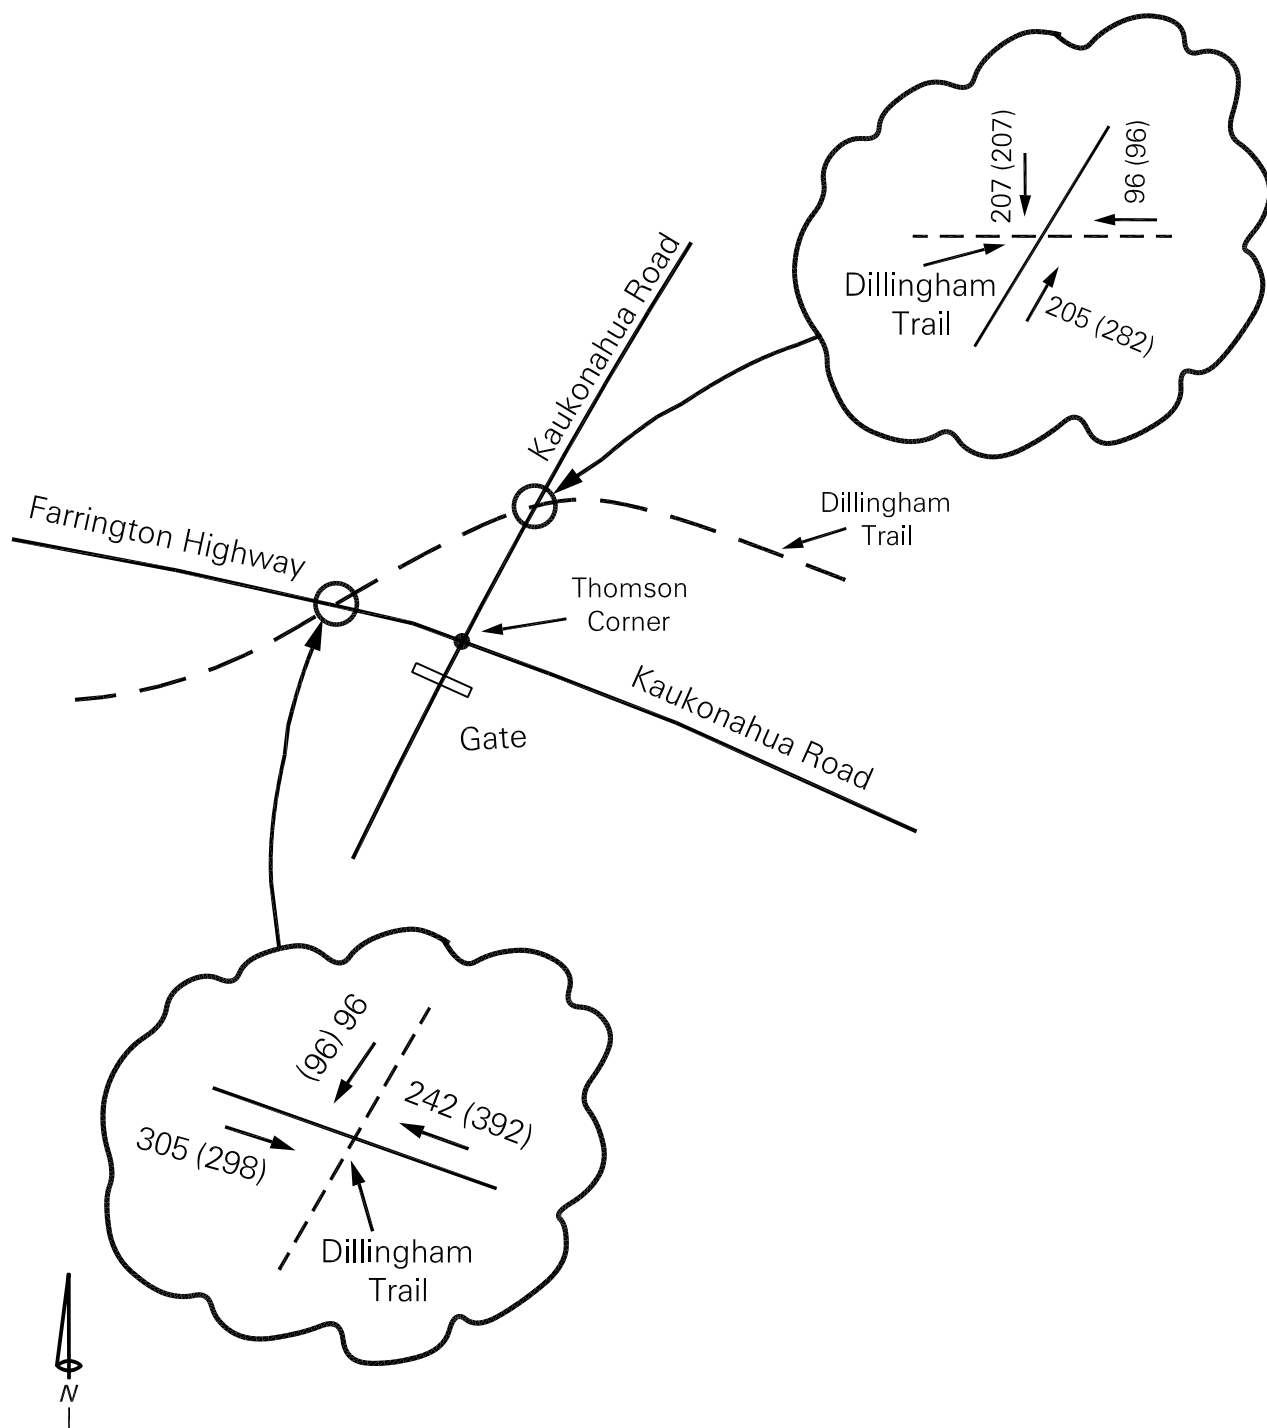 207 (207)
96 (96)
Dillingham
Trail
205 (282)
Kaukonahua Road
Farrington Highway
Dillingham
Trail
Thomson
Corner
Kaukonahua Road
Gate
(96) 96
242 (392)
305 (298)
Dillingham
Trail
N